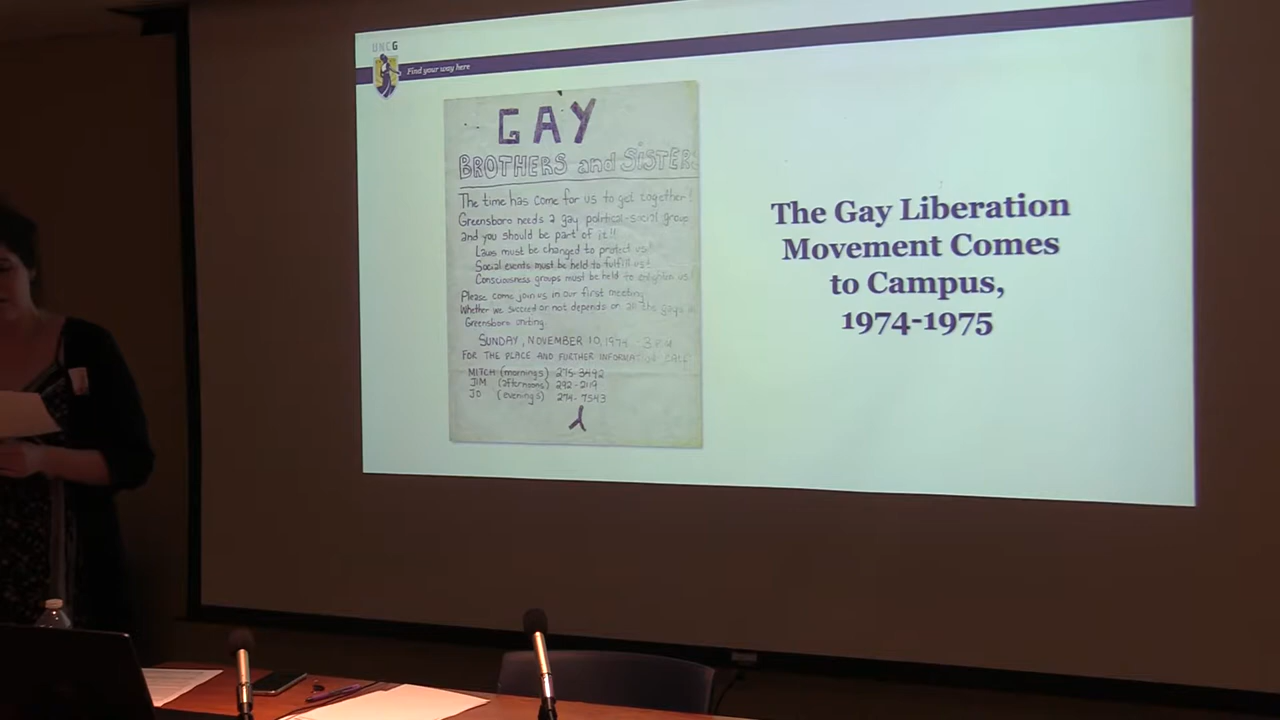 UNCG
Find your way here
GAY
BROTHERS and SISTERS
The time has come for us to get together!
Greensboro needs a gay political-social group
and you should be part of it!!
Laws must be changed to protect us!
Social events must be held to fulfill us!
Consciousness groups must be held to enlighten us!
Please come join us in our first meeting.
Whether we succeed or not depends on all the gays in
Greensboro uniting.
SUNDAY, NOVEMBER 10, 1974 - 3 P.M.
FOR THE PLACE AND FURTHER INFORMATION CALL
MITCH (mornings) 275-3492
JIM (afternoons) 292-2119
JO (evenings) 274-7543
λ
The Gay Liberation
Movement Comes
to Campus,
1974-1975